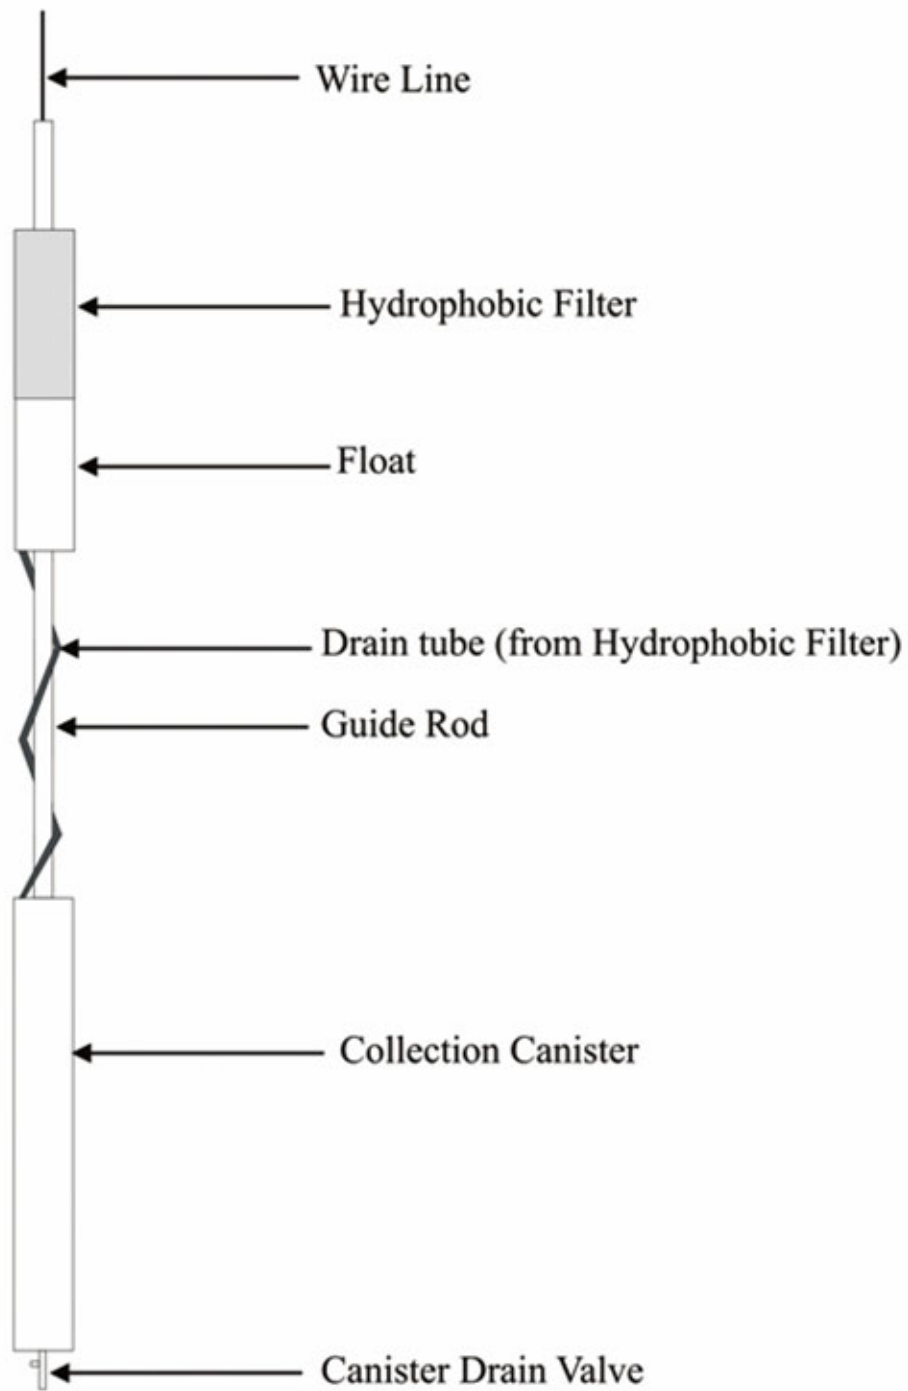 Wire Line
Hydrophobic Filter
Float
Drain tube (from Hydrophobic Filter)
Guide Rod
Collection Canister
Canister Drain Valve